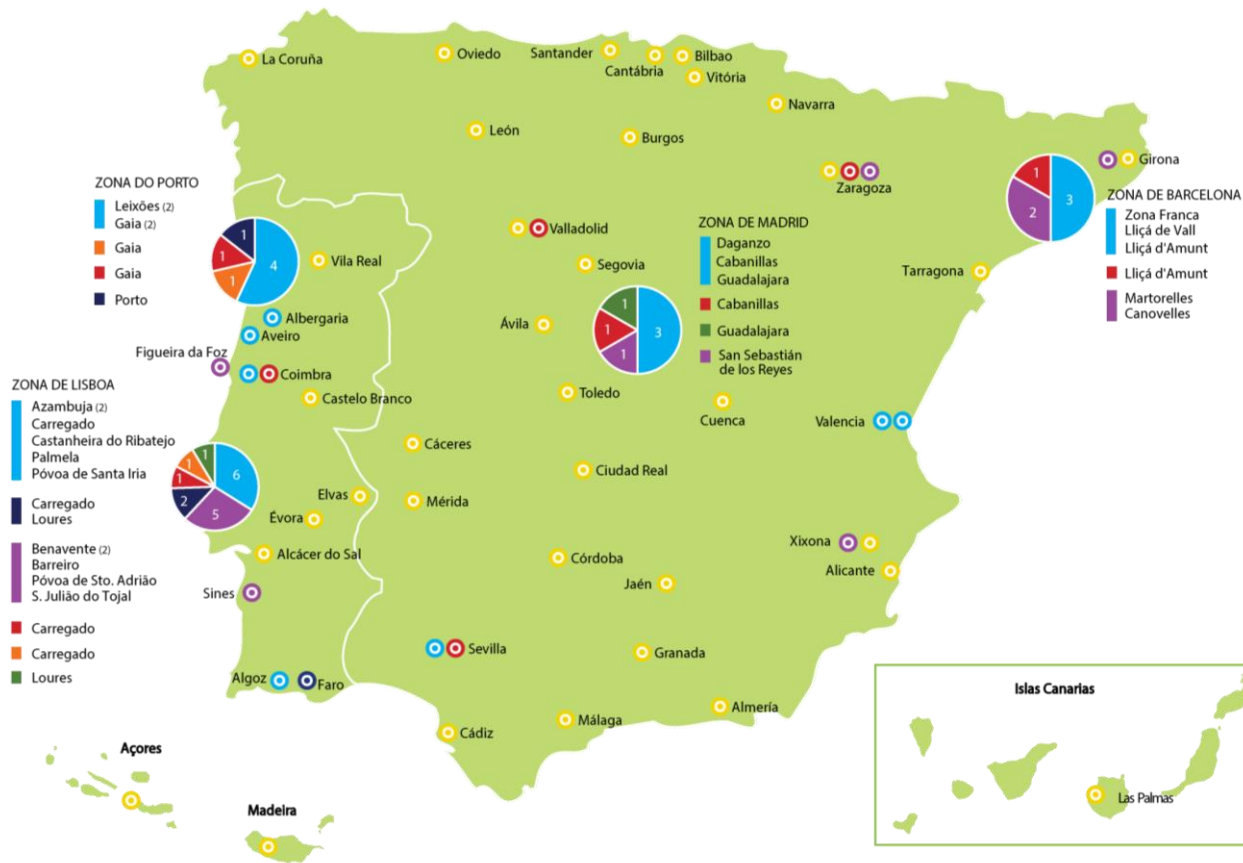 La Coruña
Oviedo
Santander
Cantábria
Bilbao
Vitória
Navarra
León
Burgos
Zaragoza
Girona
ZONA DO PORTO
Leixões (2)
Gaia (2)
Gaia
Gaia
Porto
1
1
1
4
Vila Real
Valladolid
Segovia
Ávila
ZONA DE MADRID
Daganzo
Cabanillas
Guadalajara
Cabanillas
Guadalajara
San Sebastián
de los Reyes
1
1
1
3
1
2
3
ZONA DE BARCELONA
Zona Franca
Lliçá de Vall
Lliçá d'Amunt
Lliçá d'Amunt
Martorelles
Canovelles
Tarragona
Albergaria
Aveiro
Figueira da Foz
Coimbra
Castelo Branco
Toledo
Cuenca
Valencia
ZONA DE LISBOA
Azambuja (2)
Carregado
Castanheira do Ribatejo
Palmela
Póvoa de Santa Iria
Carregado
Loures
Benavente (2)
Barreiro
Póvoa de Sto. Adrião
S. Julião do Tojal
Carregado
Carregado
Loures
1
1
1
2
5
6
Cáceres
Ciudad Real
Elvas
Mérida
Évora
Alcácer do Sal
Córdoba
Xixona
Alicante
Jaén
Sines
Sevilla
Granada
Algoz
Faro
Almería
Málaga
Cádiz
Açores
Madeira
Islas Canarias
Las Palmas